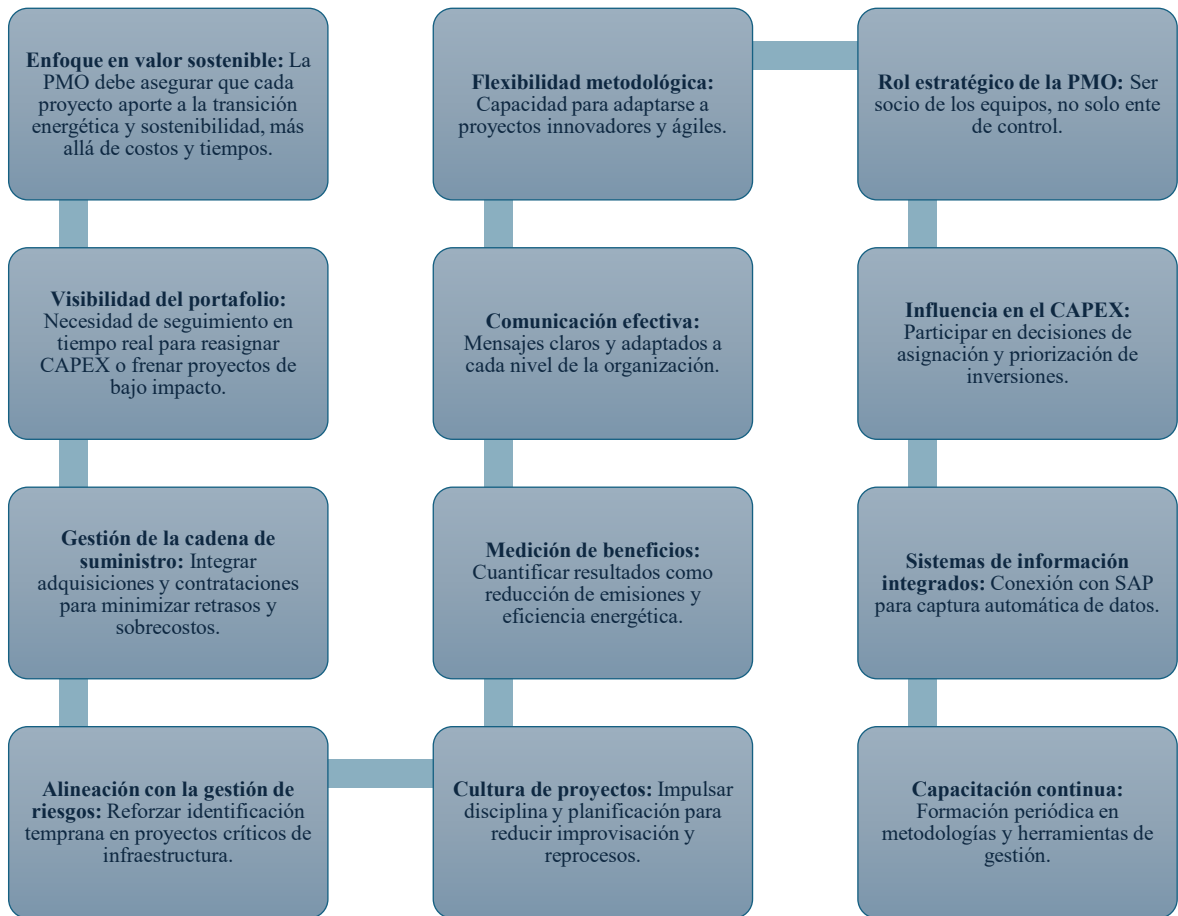 Enfoque en valor sostenible: La
PMO debe asegurar que cada
proyecto aporte a la transición
energética y sostenibilidad, más
allá de costos y tiempos.
Visibilidad del portafolio:
Necesidad de seguimiento en
tiempo real para reasignar
CAPEX o frenar proyectos de
bajo impacto.
Gestión de la cadena de
suministro: Integrar
adquisiciones y contrataciones
para minimizar retrasos y
sobrecostos.
Alineación con la gestión de
riesgos: Reforzar identificación
temprana en proyectos críticos de
infraestructura.
Cultura de proyectos: Impulsar
disciplina y planificación para
reducir improvisación y
reprocesos.
Medición de beneficios:
Cuantificar resultados como
reducción de emisiones y
eficiencia energética.
Comunicación efectiva:
Mensajes claros y adaptados a
cada nivel de la organización.
Flexibilidad metodológica:
Capacidad para adaptarse a
proyectos innovadores y ágiles.
Rol estratégico de la PMO: Ser
socio de los equipos, no solo ente
de control.
Influencia en el CAPEX:
Participar en decisiones de
asignación y priorización de
inversiones.
Sistemas de información
integrados: Conexión con SAP
para captura automática de datos.
Capacitación continua:
Formación periódica en
metodologías y herramientas de
gestión.